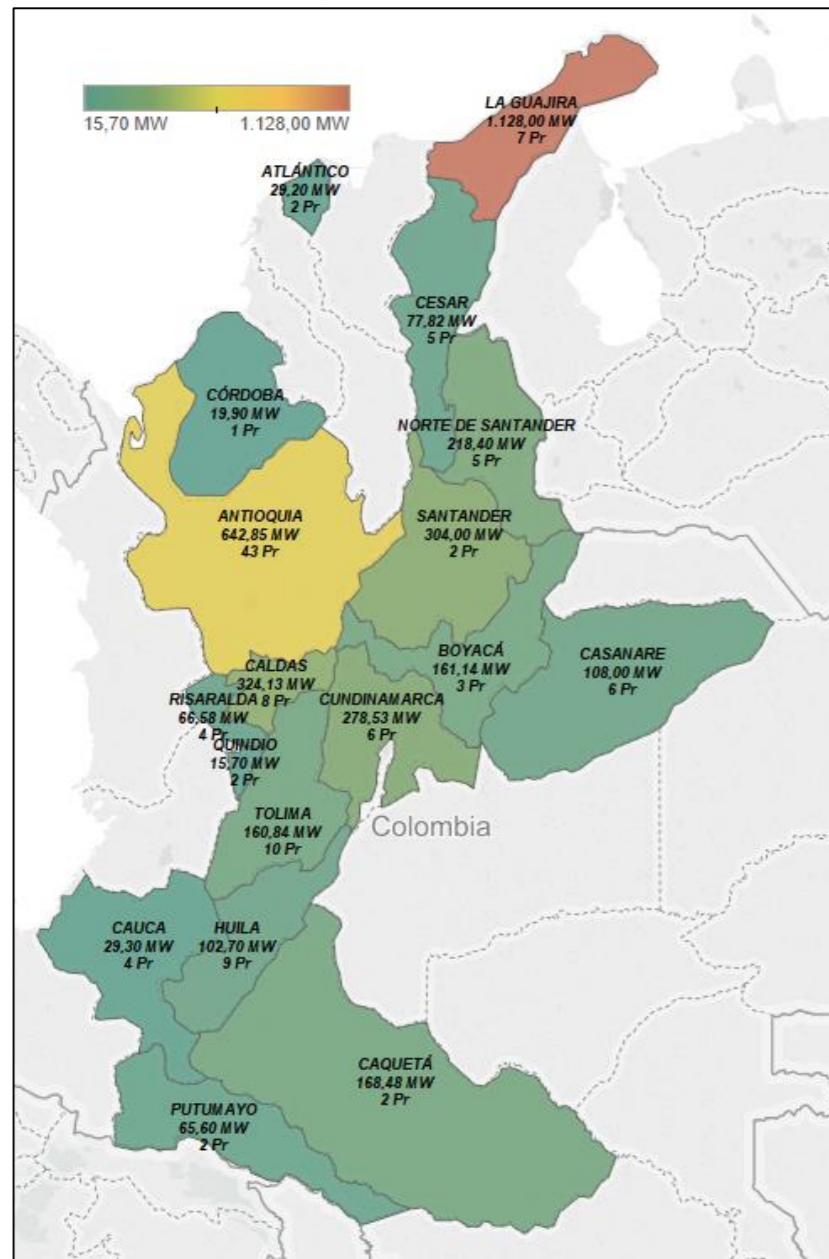 15,70 MW 1.128,00 MW
LA GUAJIRA
1.128,00 MW
7 Pr
ATLÁNTICO
29,20 MW
2 Pr
CESAR
77,82 MW
5 Pr
CÓRDOBA
19,90 MW
1 Pr
NORTE DE SANTANDER
218,40 MW
5 Pr
ANTIOQUIA
642,85 MW
43 Pr
SANTANDER
304,00 MW
2 Pr
BOYACÁ
161,14 MW
3 Pr
CASANARE
108,00 MW
6 Pr
CALDAS
324,13 MW
8 Pr
RISARALDA
66,58 MW
4 Pr
CUNDINAMARCA
278,53 MW
6 Pr
QUINDIO
15,70 MW
2 Pr
TOLIMA
160,84 MW
10 Pr
Colombia
CAUCA
29,30 MW
4 Pr
HUILA
102,70 MW
9 Pr
CAQUETÁ
168,48 MW
2 Pr
PUTUMAYO
65,60 MW
2 Pr